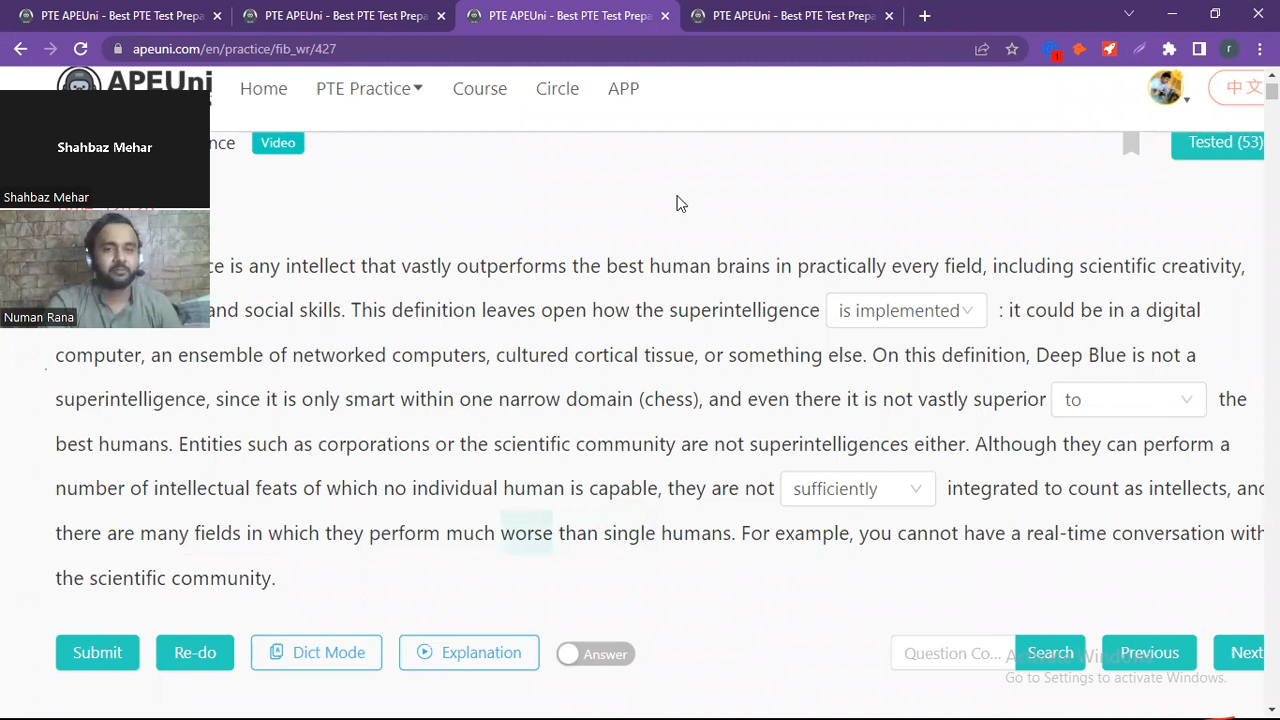 PTE APEUni - Best PTE Test Prepa PTE APEUni - Best PTE Test Prepa PTE APEUni - Best PTE Test Prepa PTE APEUni - Best PTE Test Prepa
apeuni.com/en/practice/fib_wr/427
1 r
APEUni Home PTE Practice Course Circle APP 中文
Shahbaz Mehar
Shahbaz Mehar
Numan Rana
nce Video Tested (53)
ce is any intellect that vastly outperforms the best human brains in practically every field, including scientific creativity,
and social skills. This definition leaves open how the superintelligence is implemented : it could be in a digital
computer, an ensemble of networked computers, cultured cortical tissue, or something else. On this definition, Deep Blue is not a
superintelligence, since it is only smart within one narrow domain (chess), and even there it is not vastly superior to the
best humans. Entities such as corporations or the scientific community are not superintelligences either. Although they can perform a
number of intellectual feats of which no individual human is capable, they are not sufficiently integrated to count as intellects, and
there are many fields in which they perform much worse than single humans. For example, you cannot have a real-time conversation with
the scientific community.
Submit Re-do Dict Mode Explanation Answer Question Co... Search Previous Next
Activate Windows
Go to Settings to activate Windows.